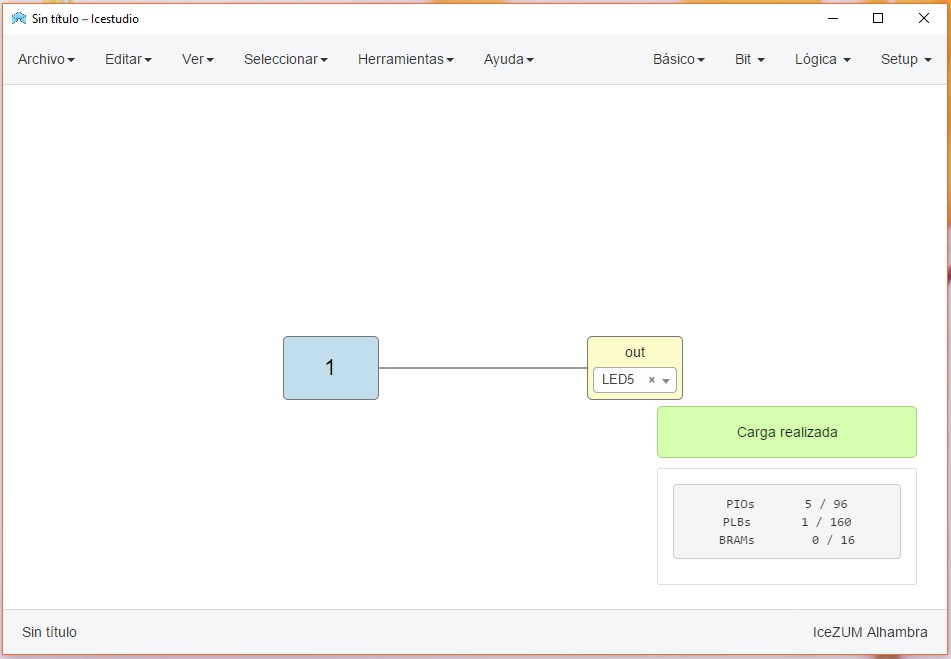 Sin título – Icestudio
Archivo Editar Ver Seleccionar Herramientas Ayuda Básico Bit Lógica Setup
1
out
LED5 ×
Carga realizada
PIOs 5 / 96
PLBs 1 / 160
BRAMs 0 / 16
Sin título IceZUM Alhambra